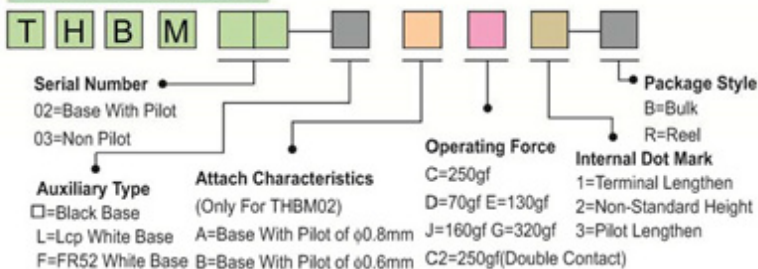 T H B M
Serial Number
02=Base With Pilot
03=Non Pilot
Auxiliary Type
□=Black Base
L=Lcp White Base
F=FR52 White Base
Attach Characteristics
(Only For THBM02)
A=Base With Pilot of ϕ0.8mm
B=Base With Pilot of ϕ0.6mm
Operating Force
C=250gf
D=70gf E=130gf
J=160gf G=320gf
C2=250gf(Double Contact)
Internal Dot Mark
1=Terminal Lengthen
2=Non-Standard Height
3=Pilot Lengthen
Package Style
B=Bulk
R=Reel